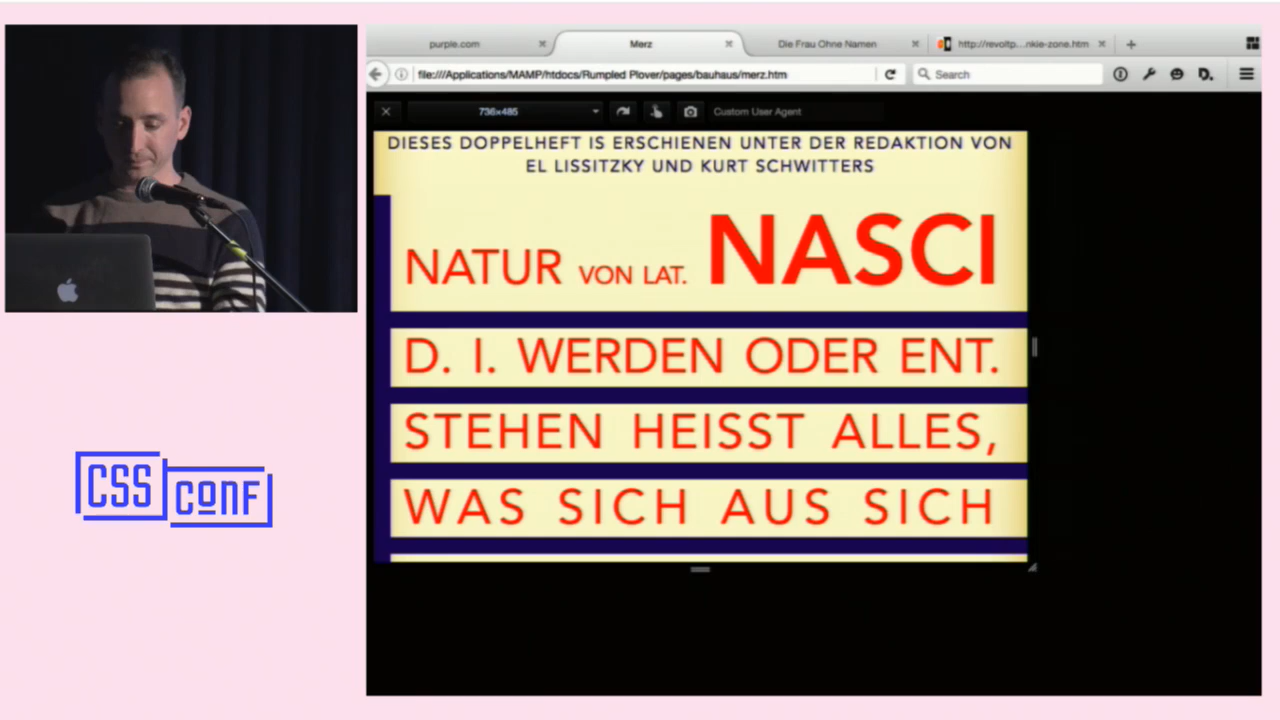 purple.com
Merz
Die Frau Ohne Namen
http://revoltp...nkie-zone.htm
file:///Applications/MAMP/htdocs/Rumpled Plover/pages/bauhaus/merz.htm
Search
736×485
Custom User Agent
DIESES DOPPELHEFT IS ERSCHIENEN UNTER DER REDAKTION VON
EL LISSITZKY UND KURT SCHWITTERS
NATUR VON LAT. NASCI
D. I. WERDEN ODER ENT.
STEHEN HEISST ALLES,
WAS SICH AUS SICH
CSS
CONF